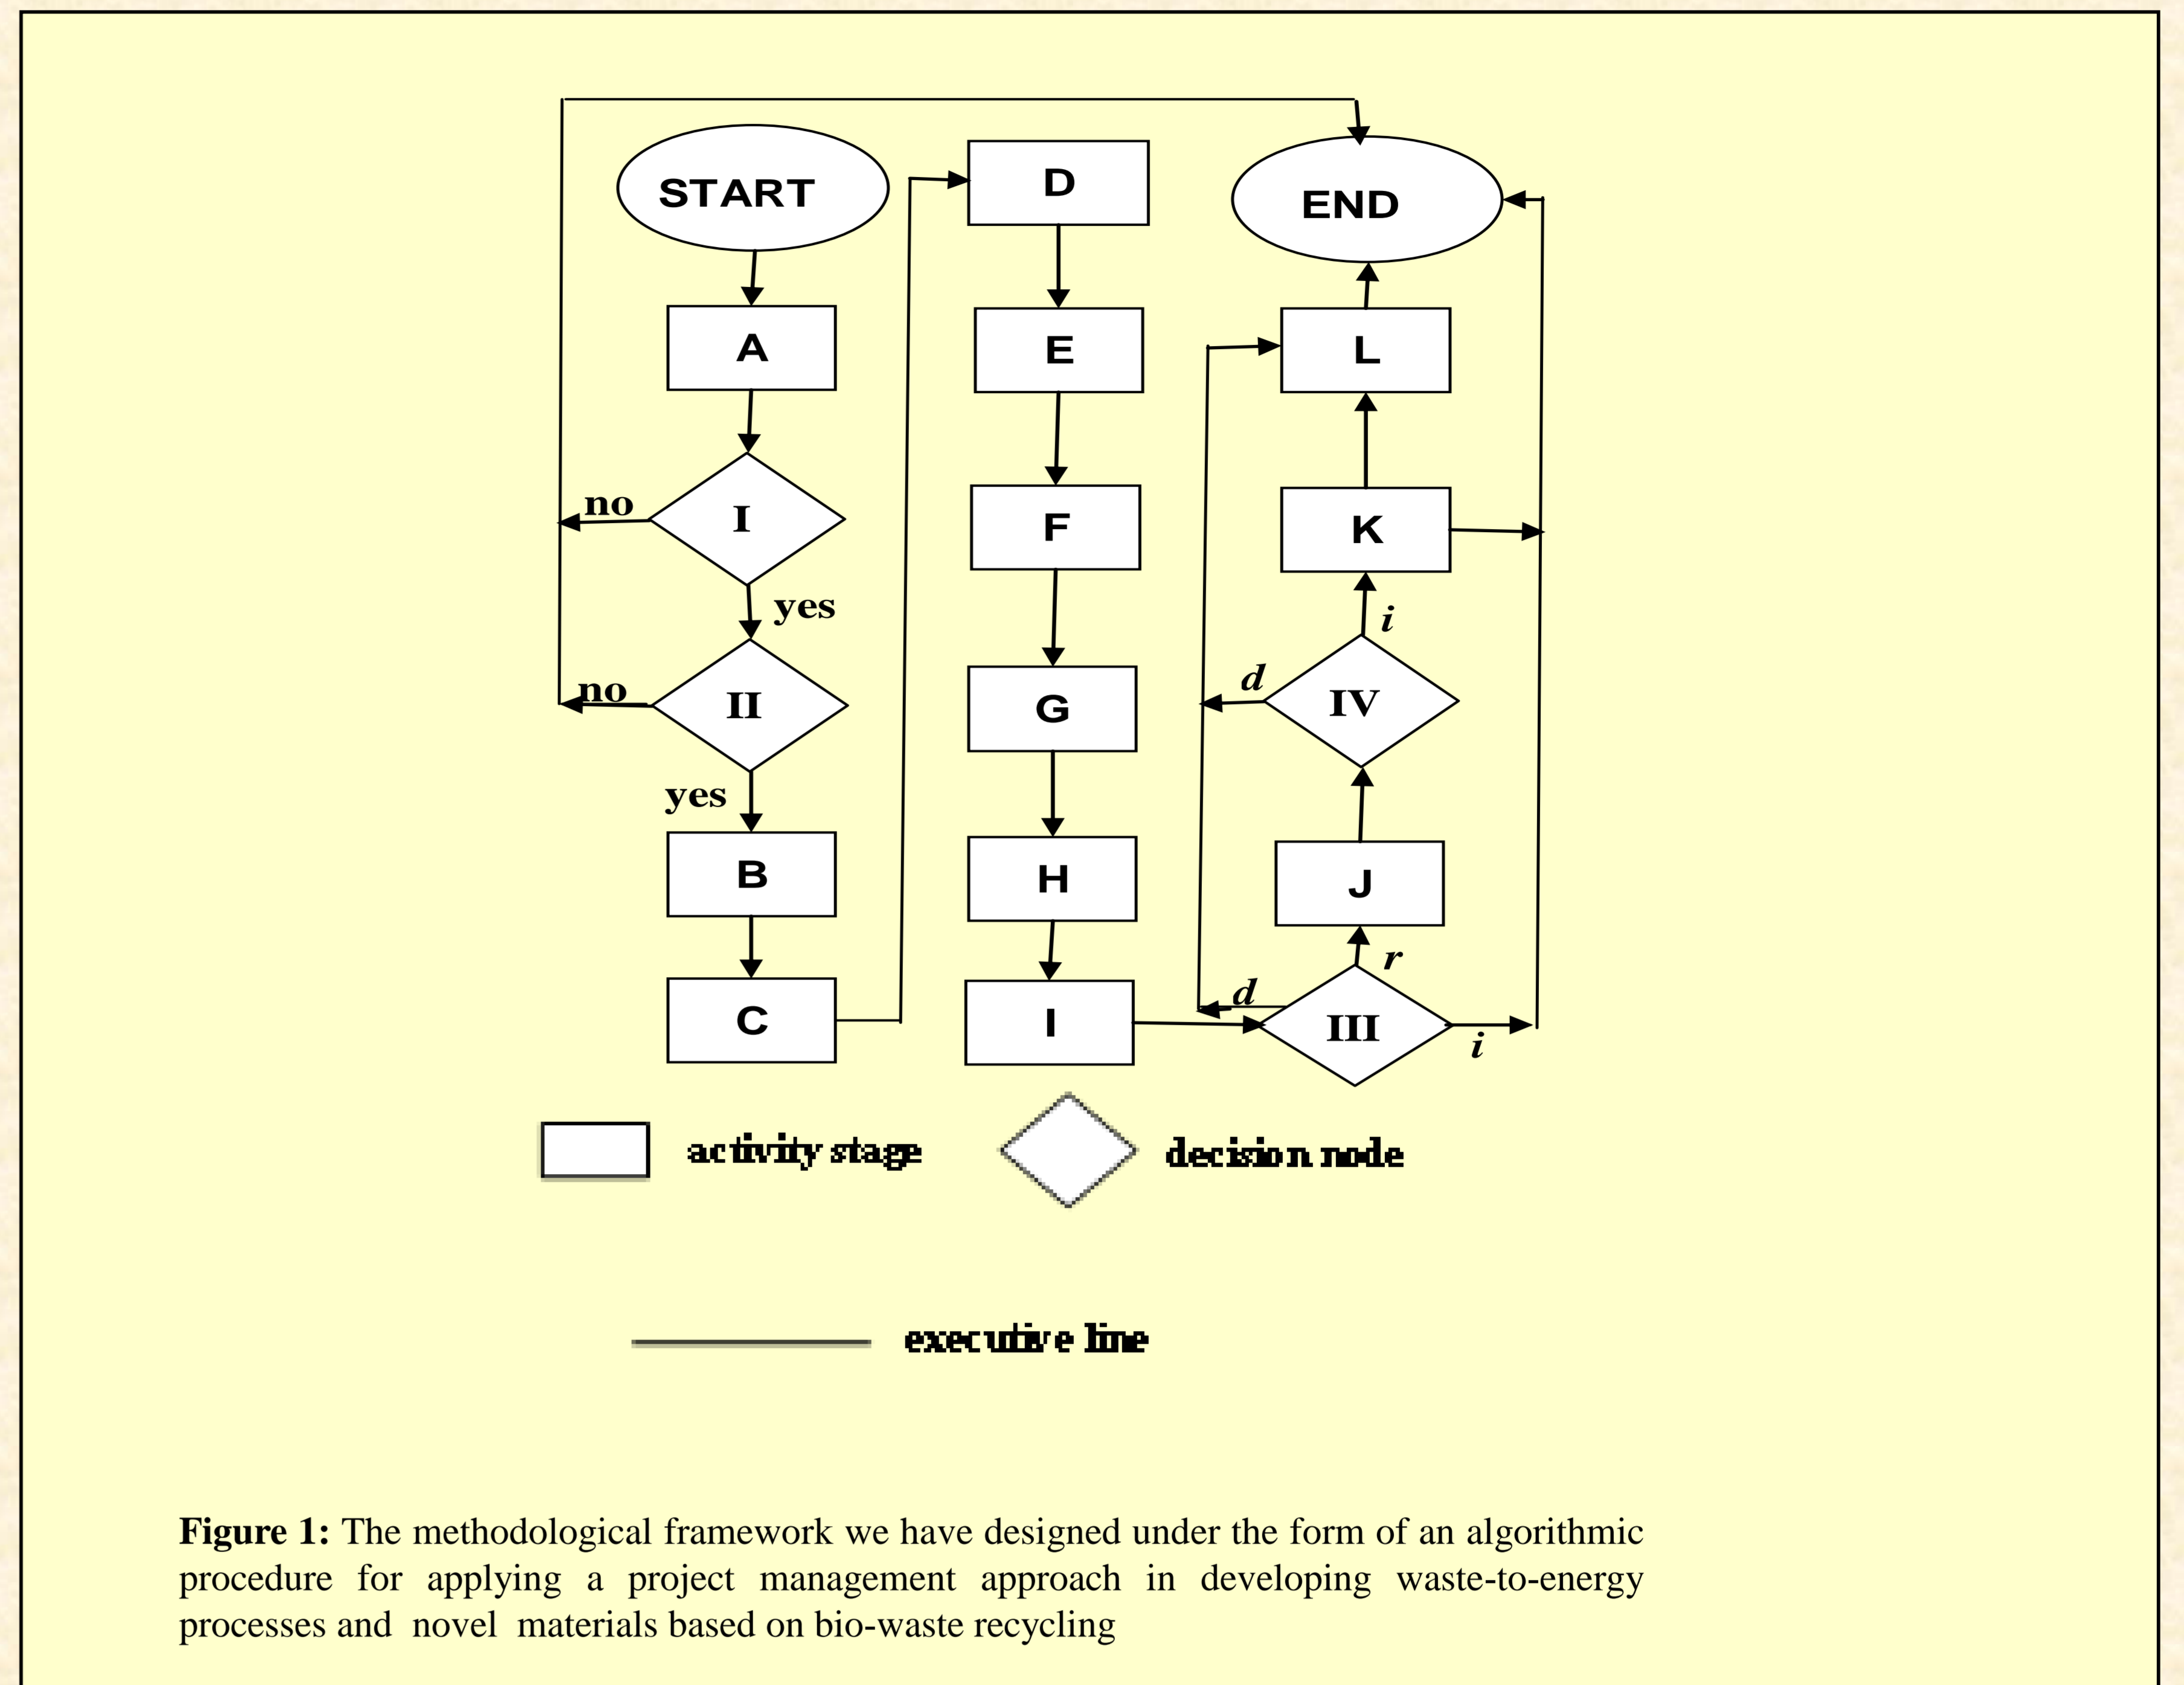 START
A
I
no
yes
II
no
yes
B
C
D
E
F
G
H
I
END
L
K
i
d
IV
J
r
d
III
i
activity stage
decision node
executive line
Figure 1: The methodological framework we have designed under the form of an algorithmic
procedure for applying a project management approach in developing waste-to-energy
processes and novel materials based on bio-waste recycling